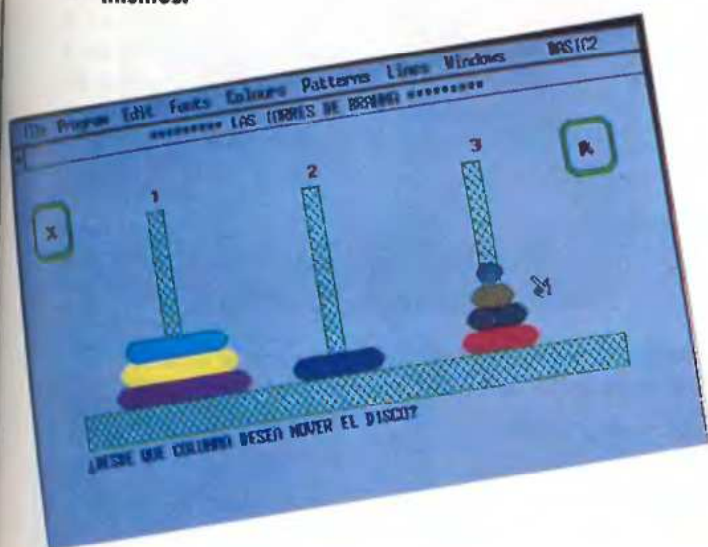 mismos.
File Program Edit Fonts Colours Patterns Lines Windows BASIC2
********* LAS TORRES DE BRAHMA *********
1 2 3
X
R
¿DESDE QUE COLUMNA DESEA MOVER EL DISCO?